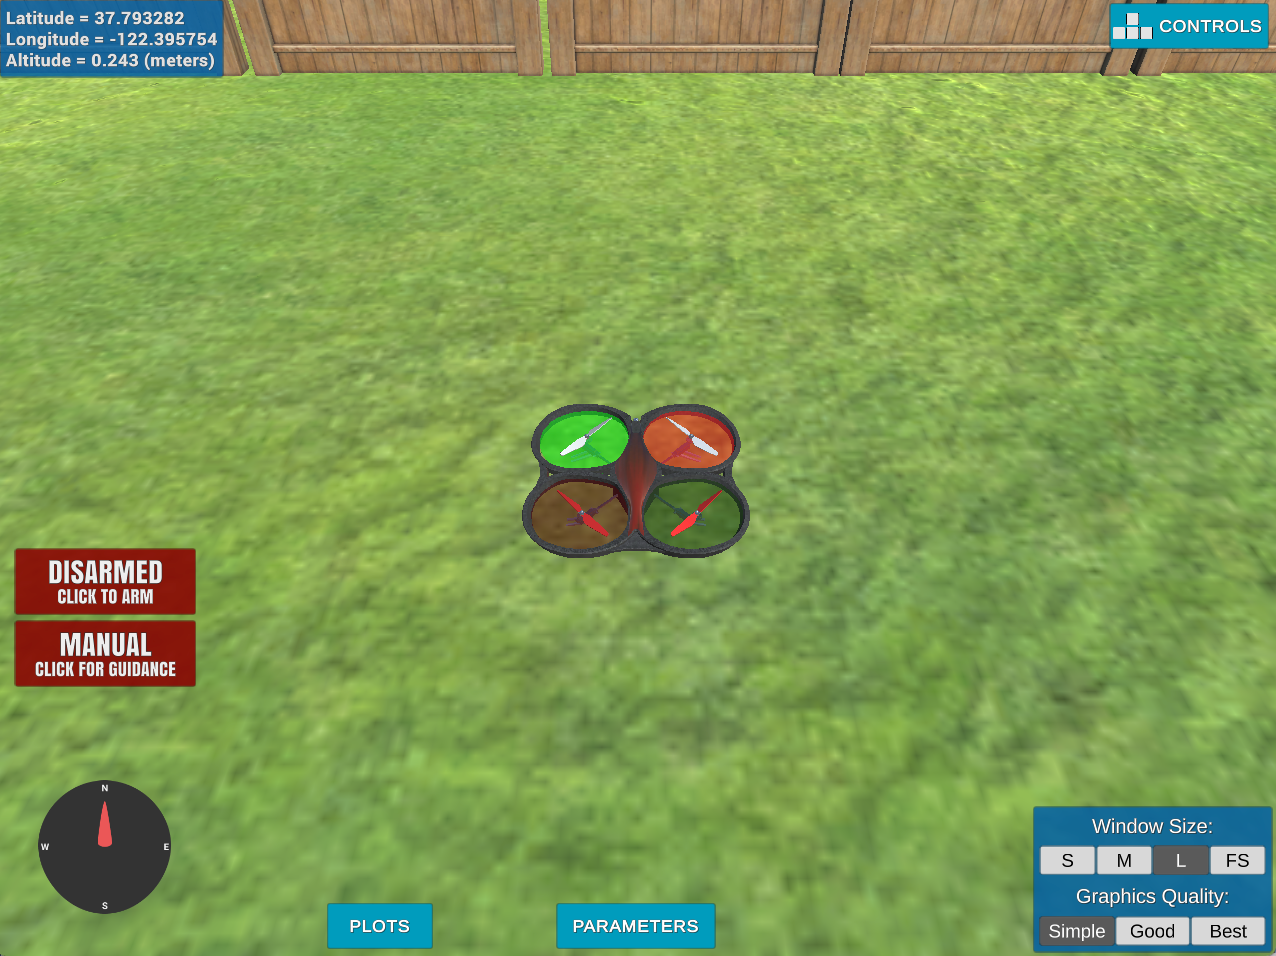 Latitude = 37.793282
Longitude = -122.395754
Altitude = 0.243 (meters)
CONTROLS
DISARMED
CLICK TO ARM
MANUAL
CLICK FOR GUIDANCE
N
W E
S
PLOTS
PARAMETERS
Window Size:
S M L FS
Graphics Quality:
Simple Good Best